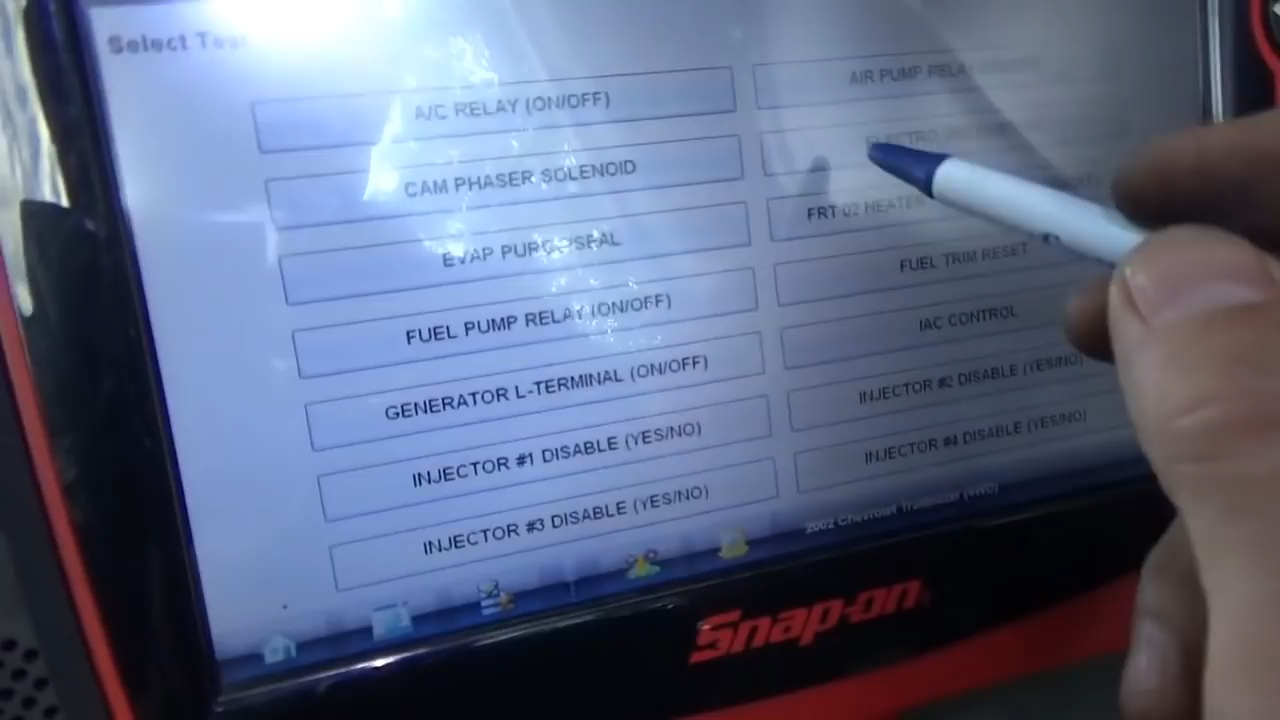 Select Test
A/C RELAY (ON/OFF)
AIR PUMP RELAY
CAM PHASER SOLENOID
EVAP PURGE/SEAL
FRT O2 HEATER
FUEL PUMP RELAY (ON/OFF)
FUEL TRIM RESET
GENERATOR L-TERMINAL (ON/OFF)
IAC CONTROL
INJECTOR #1 DISABLE (YES/NO)
INJECTOR #2 DISABLE (YES/NO)
INJECTOR #3 DISABLE (YES/NO)
INJECTOR #4 DISABLE (YES/NO)
2002 Chevrolet Trailblazer (4WD)
Snap-on